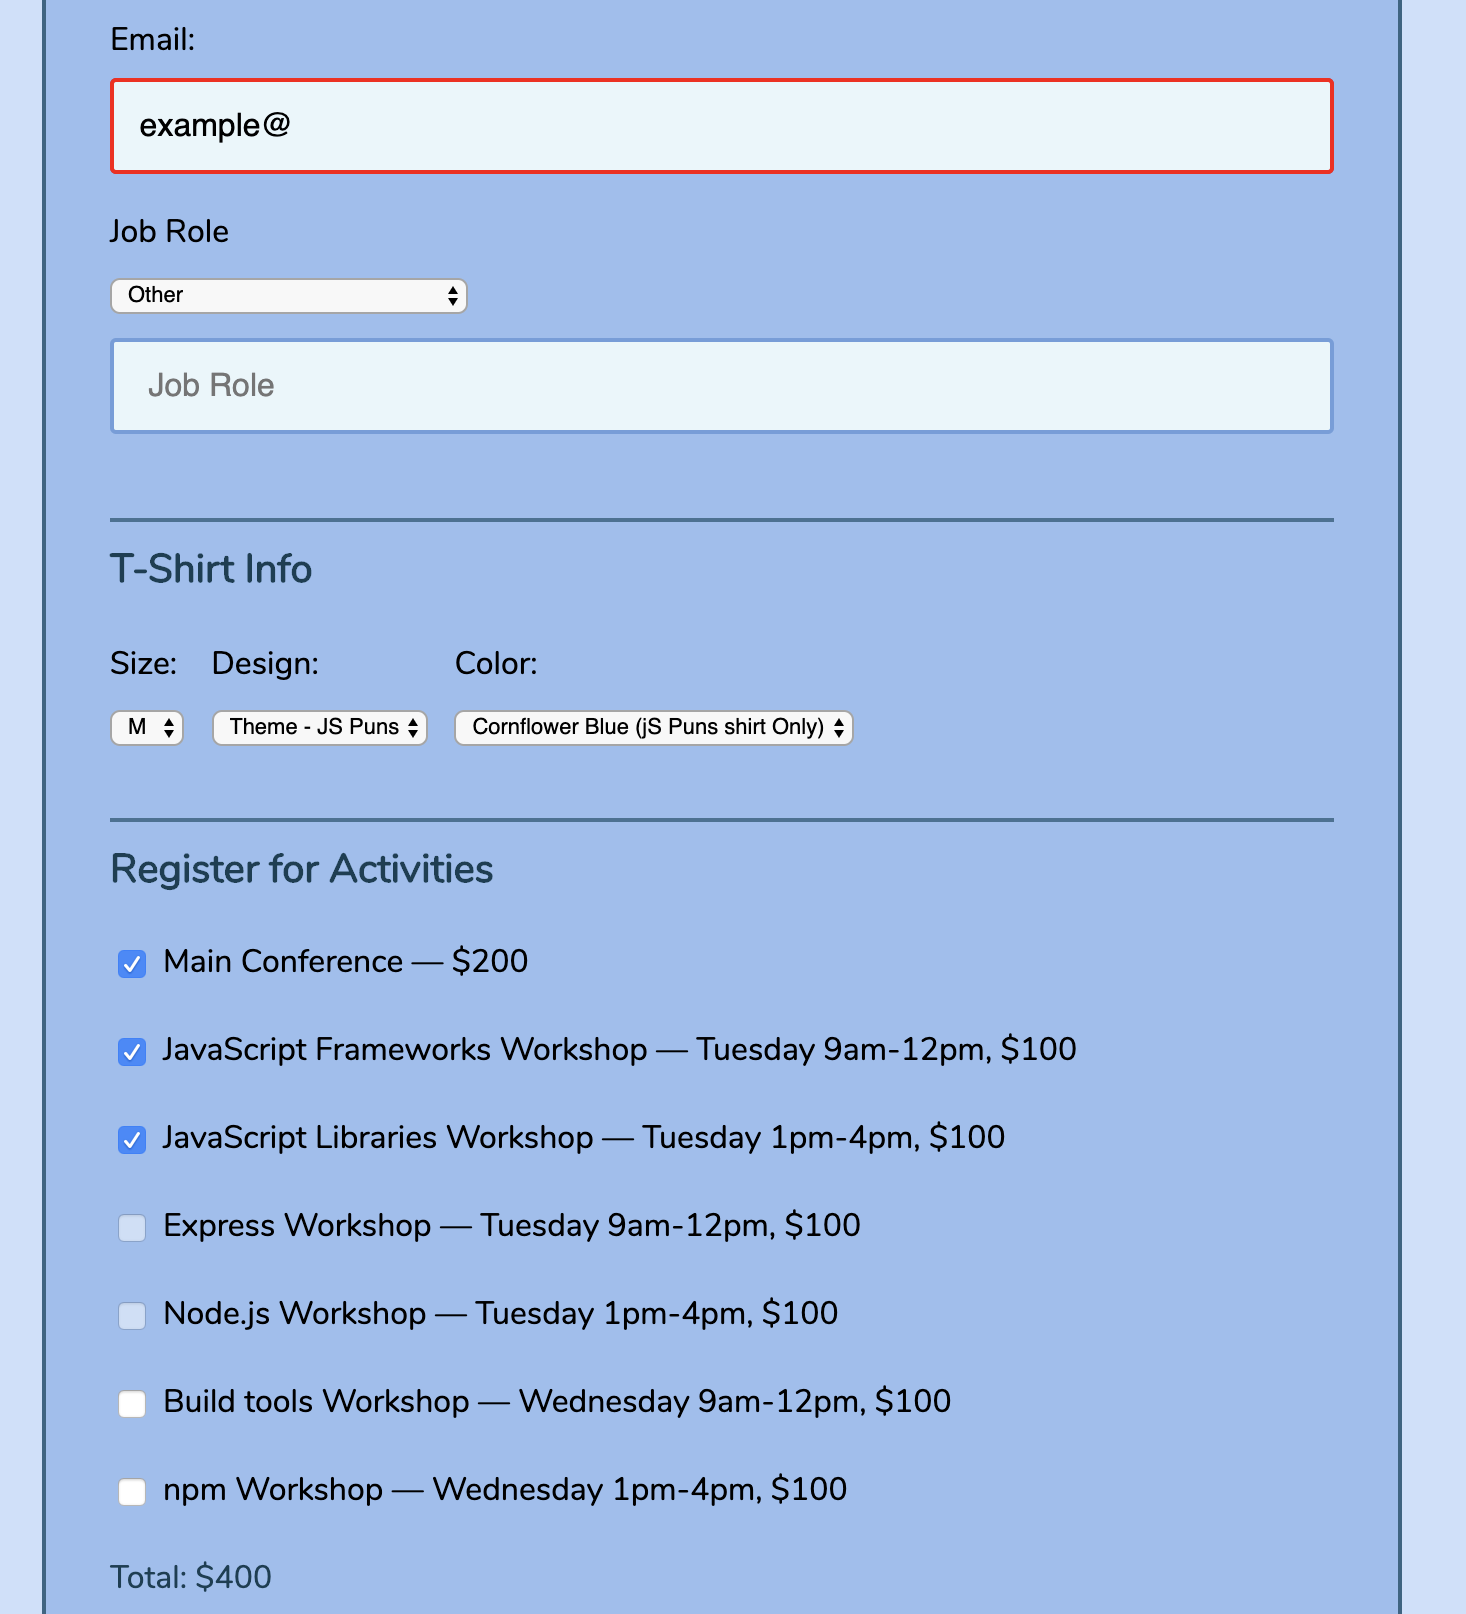 Email:
example@
Job Role
Other
Job Role
T-Shirt Info
Size: Design: Color:
M Theme - JS Puns Cornflower Blue (jS Puns shirt Only)
Register for Activities
Main Conference — $200
JavaScript Frameworks Workshop — Tuesday 9am-12pm, $100
JavaScript Libraries Workshop — Tuesday 1pm-4pm, $100
Express Workshop — Tuesday 9am-12pm, $100
Node.js Workshop — Tuesday 1pm-4pm, $100
Build tools Workshop — Wednesday 9am-12pm, $100
npm Workshop — Wednesday 1pm-4pm, $100
Total: $400